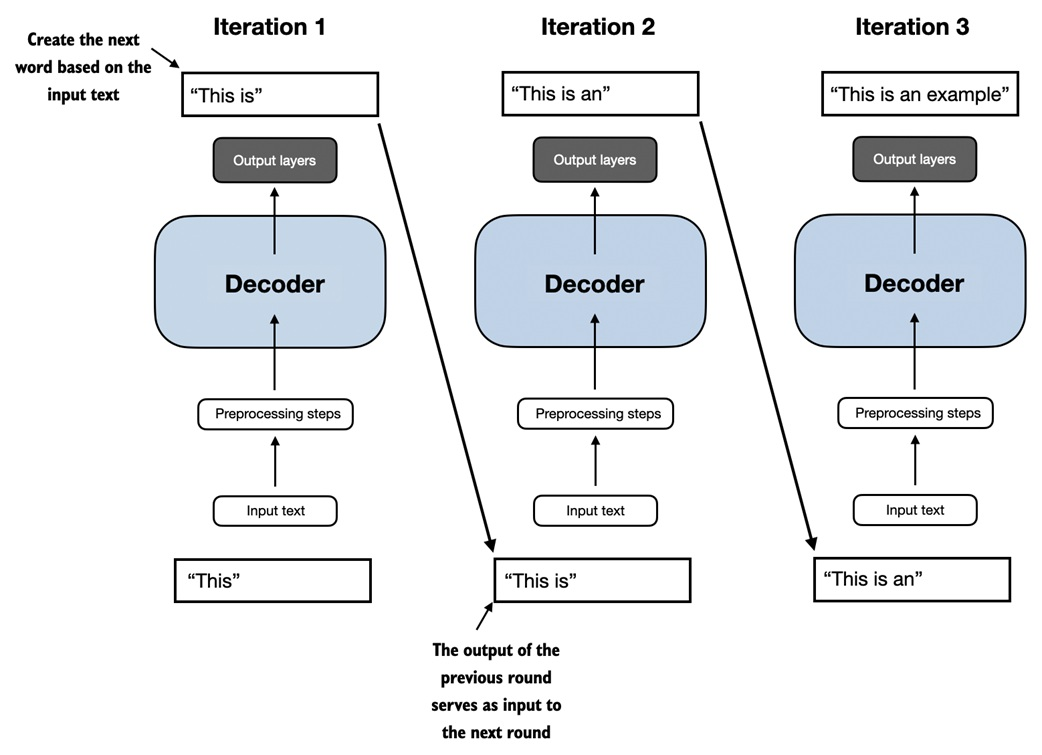 Iteration 1
Iteration 2
Iteration 3
Create the next
word based on the
input text
“This is”
“This is an”
“This is an example”
Output layers
Output layers
Output layers
Decoder
Decoder
Decoder
Preprocessing steps
Preprocessing steps
Preprocessing steps
Input text
Input text
Input text
“This”
“This is”
“This is an”
The output of the
previous round
serves as input to
the next round